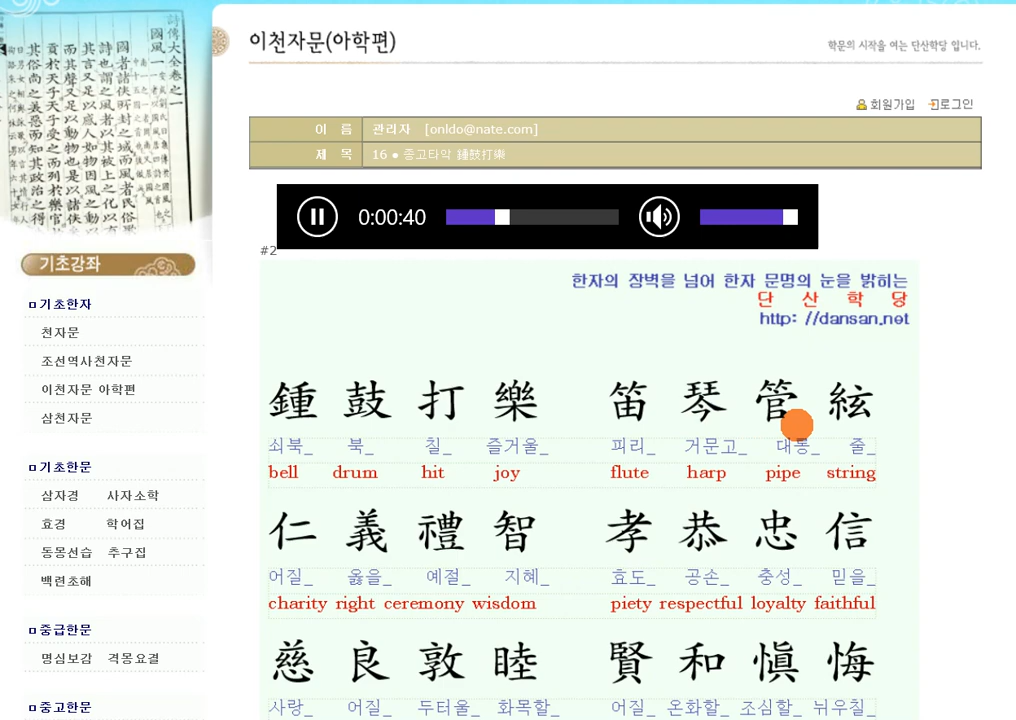 이천자문(아학편)
학문의 시작을 여는 단산학당 입니다.
회원가입 로그인
이 름 관리자 [onldo@nate.com]
제 목 16 ● 종고타악 鍾鼓打樂
0:00:40
#2
기초강좌
기초한자
천자문
조선역사천자문
이천자문 아학편
삼천자문
기초한문
삼자경 사자소학
효경 학어집
동몽선습 추구집
백련초해
중급한문
명심보감 격몽요결
중고한문
한자의 장벽을 넘어 한자 문명의 눈을 밝히는
단 산 학 당
http: //dansan.net
鍾 鼓 打 樂 笛 琴 管 絃
쇠북_ 북_ 칠_ 즐거울_ 피리_ 거문고_ 대롱_ 줄_
bell drum hit joy flute harp pipe string
仁 義 禮 智 孝 恭 忠 信
어질_ 옳을_ 예절_ 지혜_ 효도_ 공손_ 충성_ 믿을_
charity right ceremony wisdom piety respectful loyalty faithful
慈 良 敦 睦 賢 和 愼 悔
사랑_ 어질_ 두터울_ 화목할_ 어질_ 온화할_ 조심할_ 뉘우칠_